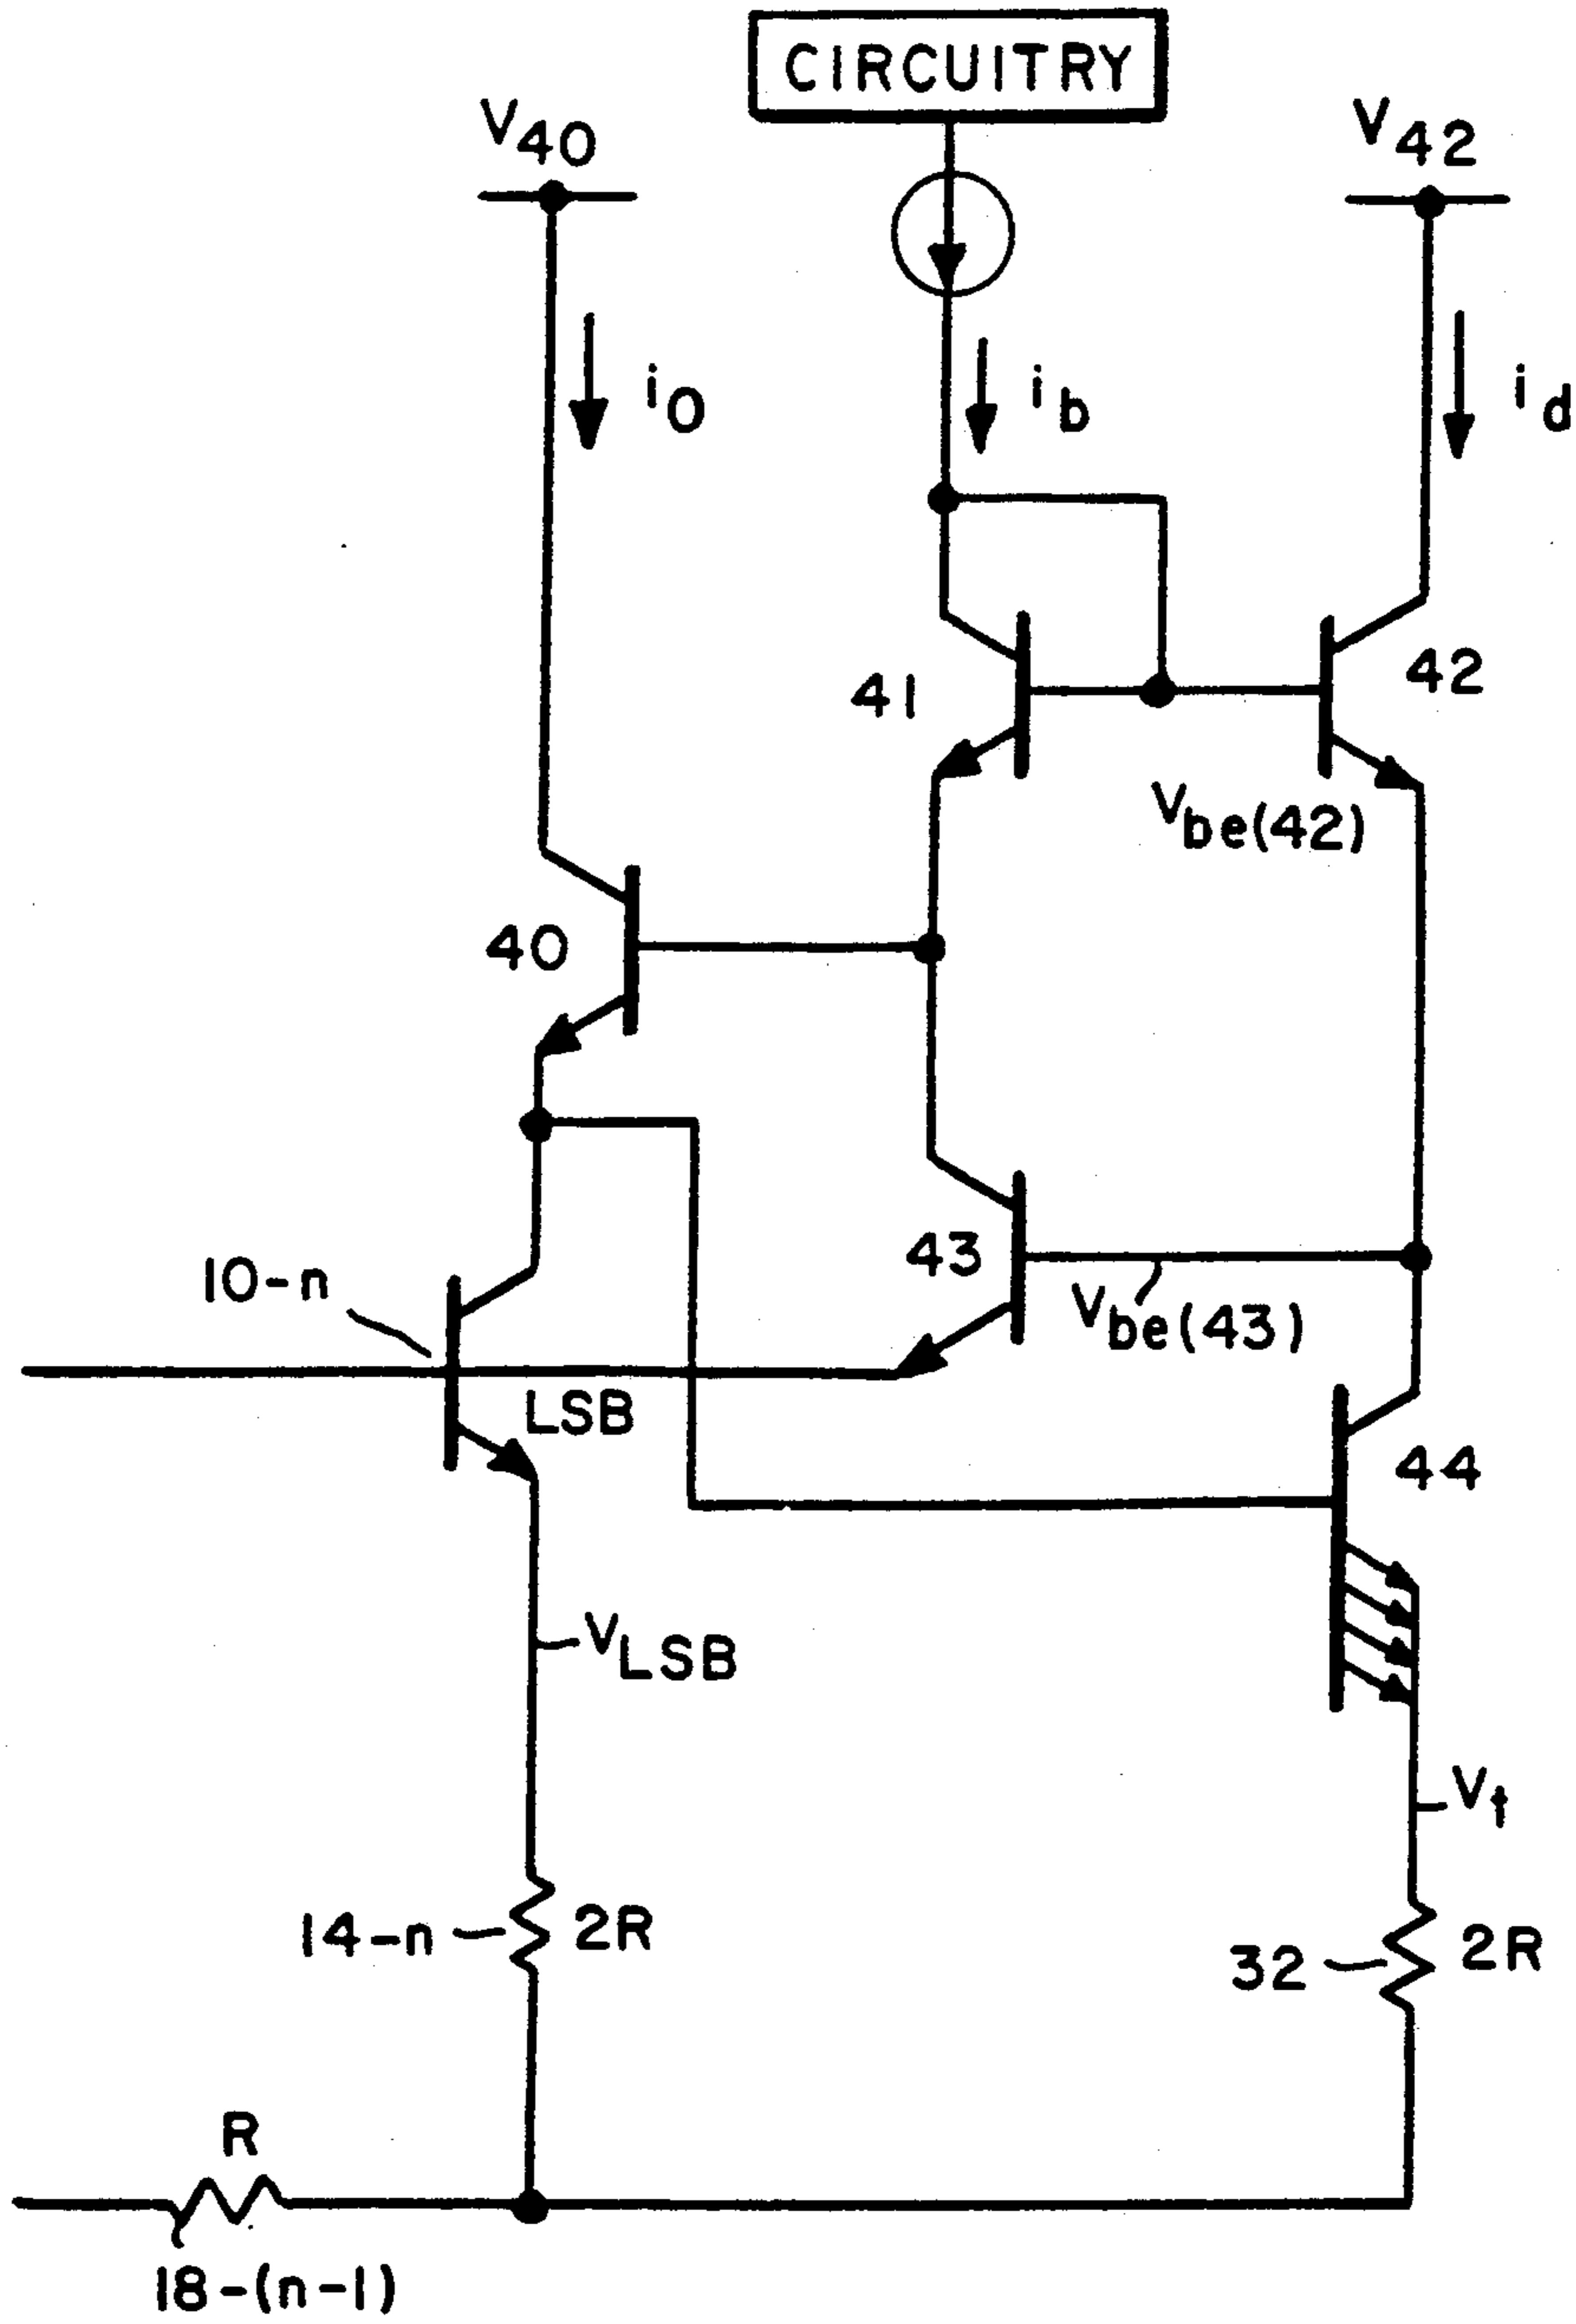 CIRCUITRY
V40
V42
i0
ib
id
41
42
Vbe(42)
40
43
10-n
Vbe(43)
LSB
44
VLSB
Vt
14-n
2R
32
2R
R
18-(n-1)